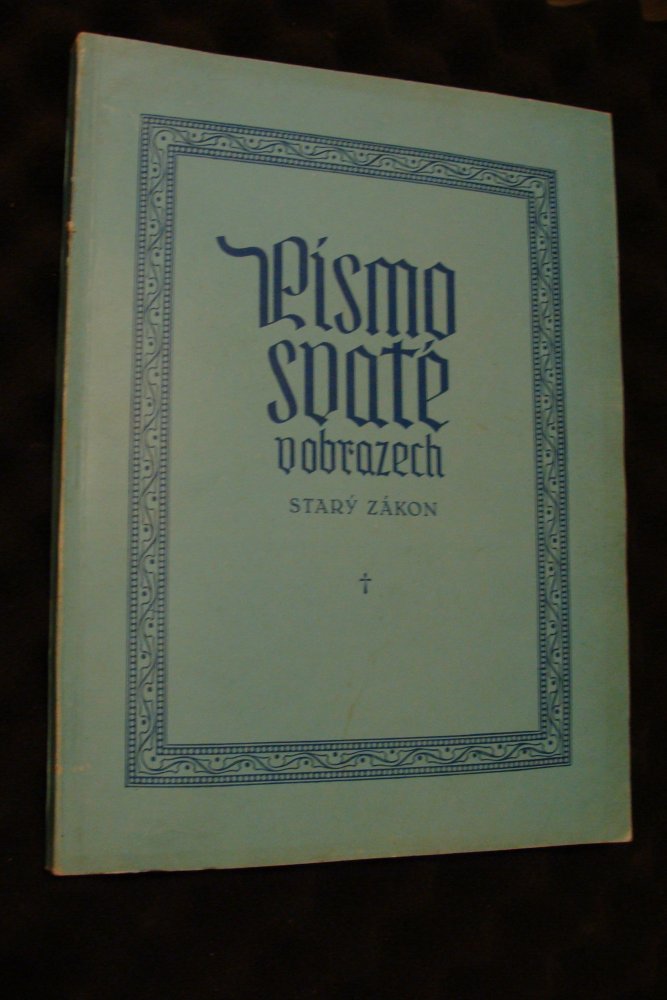 Písmo
svaté
v obrazech
STARÝ ZÁKON